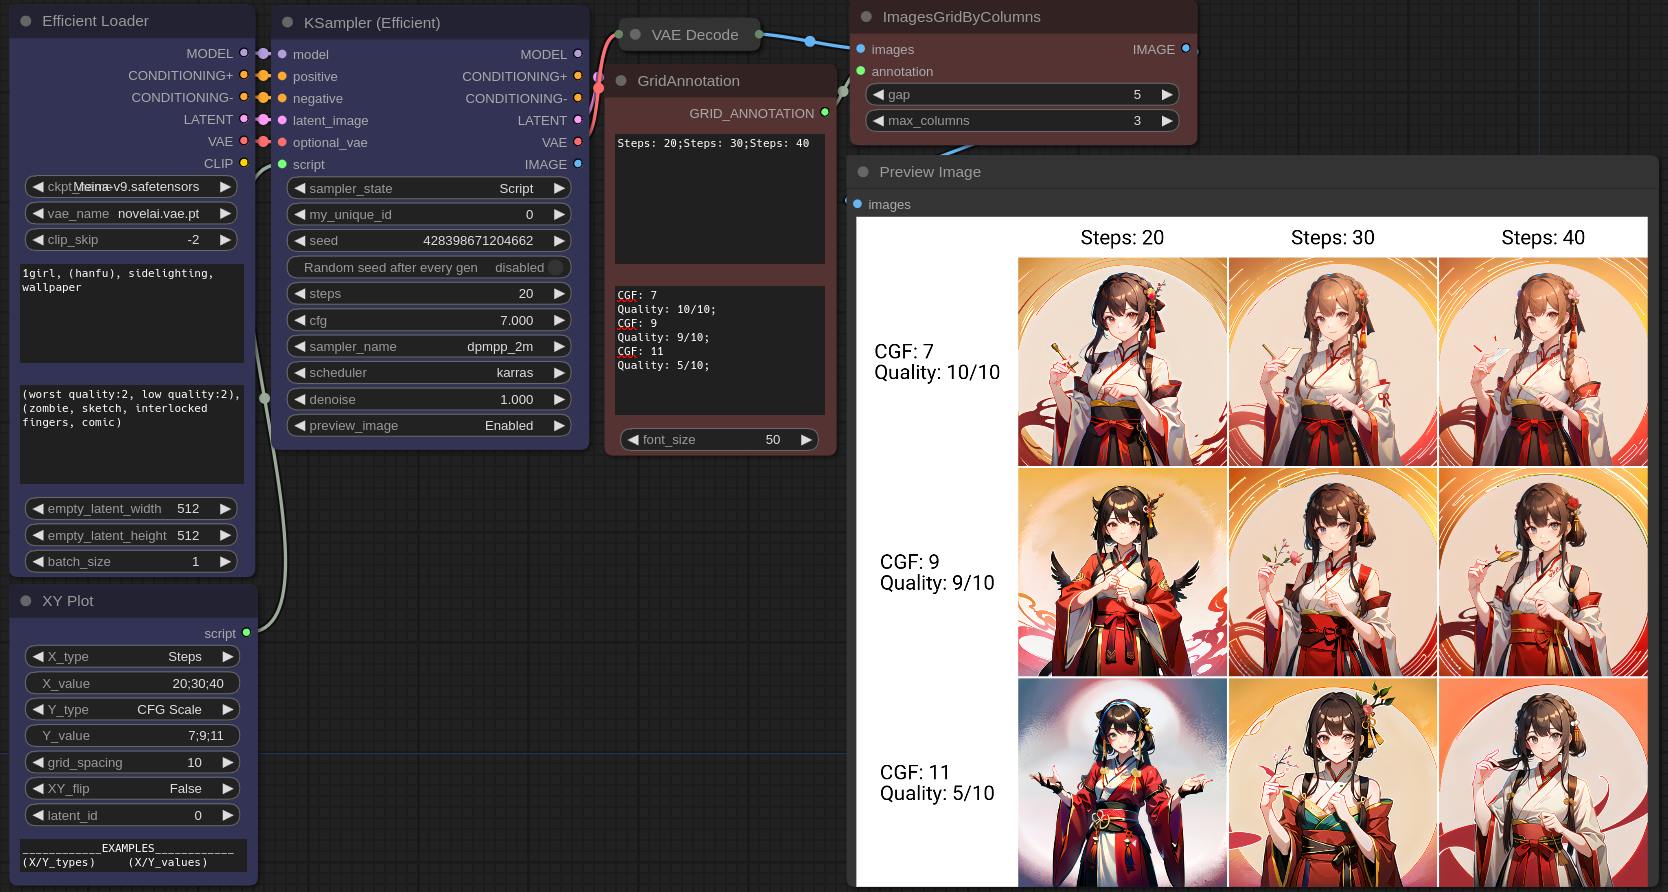 Efficient Loader
MODEL
CONDITIONING+
CONDITIONING-
LATENT
VAE
CLIP
ckpt_name Meina-v9.safetensors
vae_name novelai.vae.pt
clip_skip -2
1girl, (hanfu), sidelighting,
wallpaper
(worst quality:2, low quality:2),
(zombie, sketch, interlocked
fingers, comic)
empty_latent_width 512
empty_latent_height 512
batch_size 1
XY Plot
script
X_type Steps
X_value 20;30;40
Y_type CFG Scale
Y_value 7;9;11
grid_spacing 10
XY_flip False
latent_id 0
____________EXAMPLES____________
(X/Y_types) (X/Y_values)
KSampler (Efficient)
model MODEL
positive CONDITIONING+
negative CONDITIONING-
latent_image LATENT
optional_vae VAE
script IMAGE
sampler_state Script
my_unique_id 0
seed 428398671204662
Random seed after every gen disabled
steps 20
cfg 7.000
sampler_name dpmpp_2m
scheduler karras
denoise 1.000
preview_image Enabled
VAE Decode
GridAnnotation
GRID_ANNOTATION
Steps: 20;Steps: 30;Steps: 40
CGF: 7
Quality: 10/10;
CGF: 9
Quality: 9/10;
CGF: 11
Quality: 5/10;
font_size 50
ImagesGridByColumns
images IMAGE
annotation
gap 5
max_columns 3
Preview Image
images
Steps: 20 Steps: 30 Steps: 40
CGF: 7
Quality: 10/10
CGF: 9
Quality: 9/10
CGF: 11
Quality: 5/10